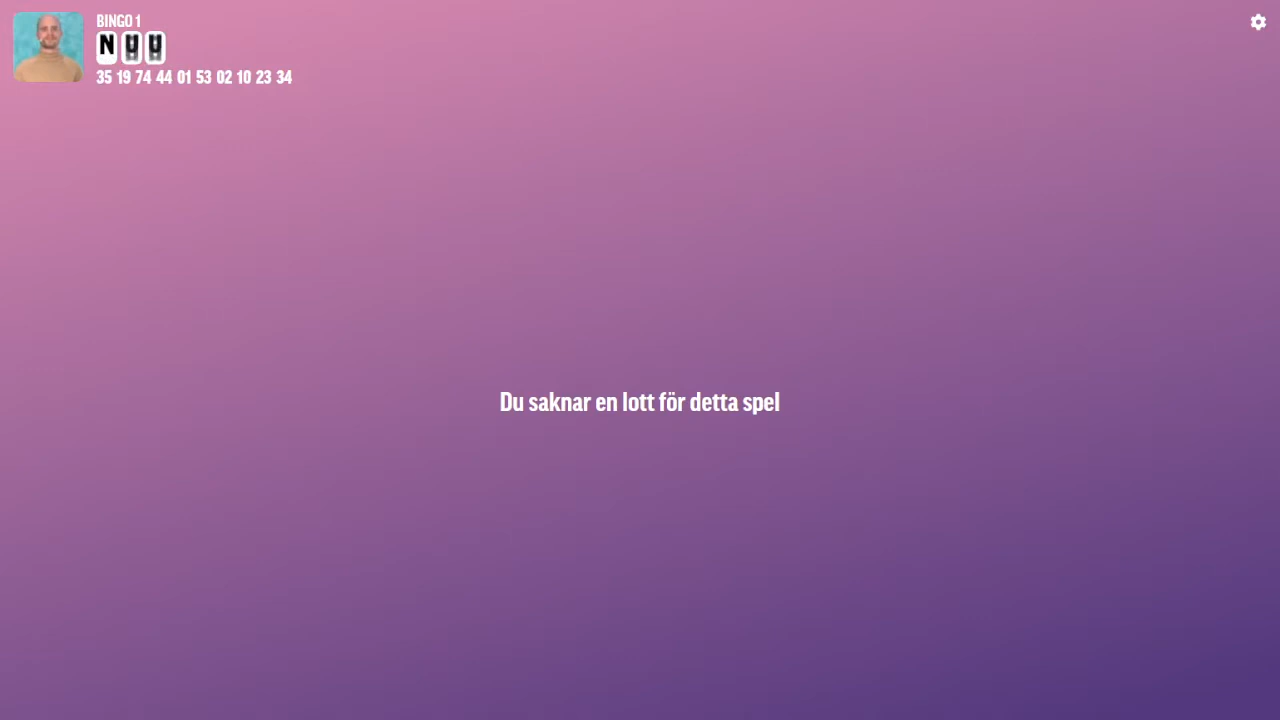 BINGO 1
N
35 19 74 44 01 53 02 10 23 34
Du saknar en lott för detta spel